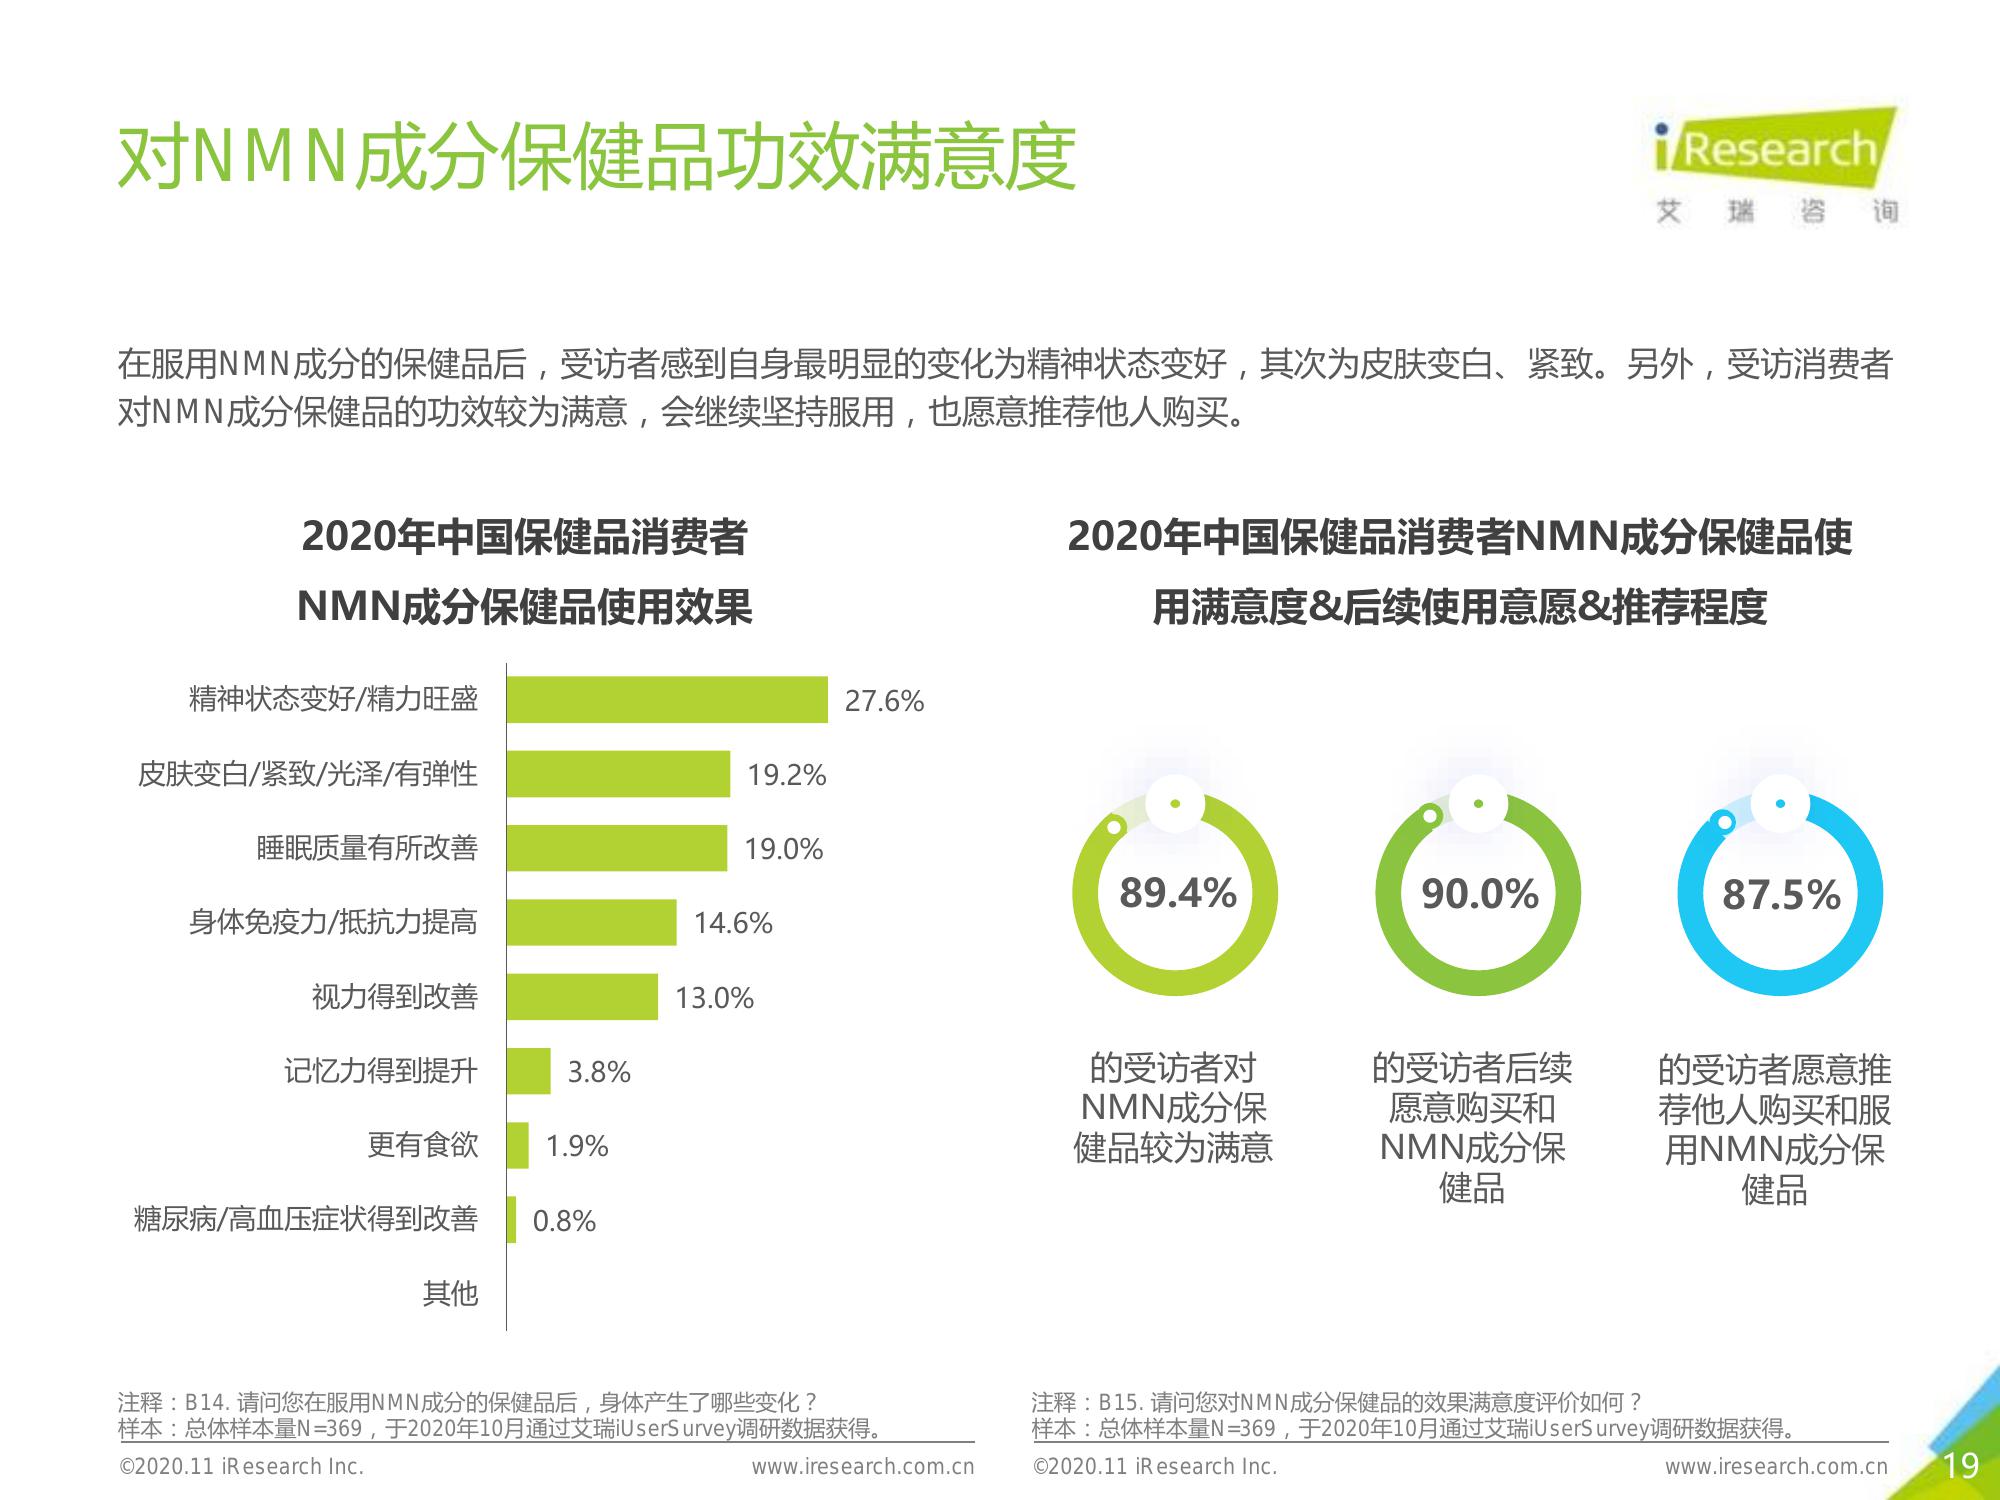 对NMN成分保健品功效满意度
iResearch
艾瑞咨询
在服用NMN成分的保健品后，受访者感到自身最明显的变化为精神状态变好，其次为皮肤变白、紧致。另外，受访消费者
对NMN成分保健品的功效较为满意，会继续坚持服用，也愿意推荐他人购买。
2020年中国保健品消费者
NMN成分保健品使用效果
精神状态变好/精力旺盛 27.6%
皮肤变白/紧致/光泽/有弹性 19.2%
睡眠质量有所改善 19.0%
身体免疫力/抵抗力提高 14.6%
视力得到改善 13.0%
记忆力得到提升 3.8%
更有食欲 1.9%
糖尿病/高血压症状得到改善 0.8%
其他
2020年中国保健品消费者NMN成分保健品使
用满意度&后续使用意愿&推荐程度
89.4%
的受访者对
NMN成分保
健品较为满意
90.0%
的受访者后续
愿意购买和
NMN成分保
健品
87.5%
的受访者愿意推
荐他人购买和服
用NMN成分保
健品
注释：B14. 请问您在服用NMN成分的保健品后，身体产生了哪些变化？
样本：总体样本量N=369，于2020年10月通过艾瑞iUserSurvey调研数据获得。
©2020.11 iResearch Inc. www.iresearch.com.cn
注释：B15. 请问您对NMN成分保健品的效果满意度评价如何？
样本：总体样本量N=369，于2020年10月通过艾瑞iUserSurvey调研数据获得。
©2020.11 iResearch Inc. www.iresearch.com.cn
19